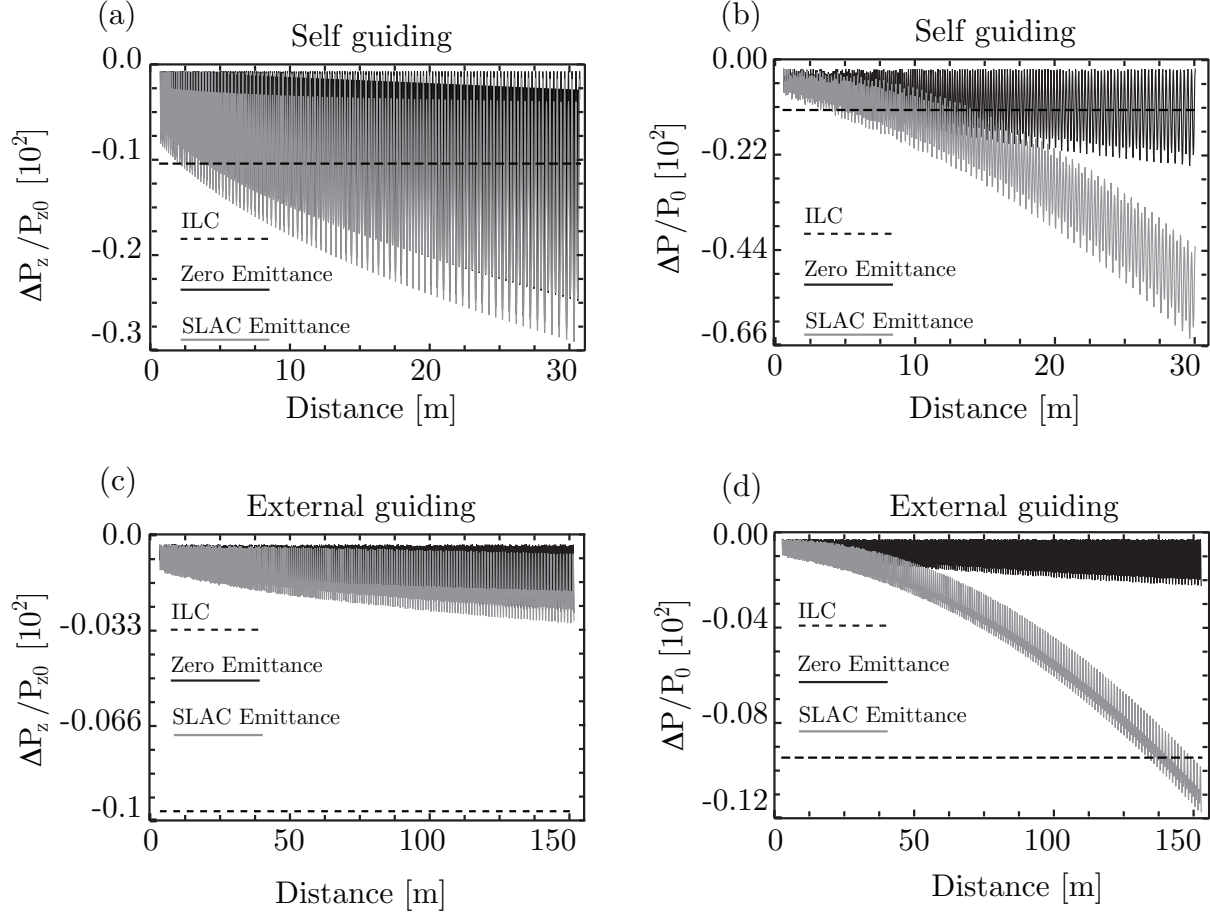 (a)
Self guiding
0.0
-0.1
-0.2
-0.3
ΔP_z/P_z0 [10^2]
ILC
Zero Emittance
SLAC Emittance
0 10 20 30
Distance [m]
(b)
Self guiding
0.00
-0.22
-0.44
-0.66
ΔP/P_0 [10^2]
ILC
Zero Emittance
SLAC Emittance
0 10 20 30
Distance [m]
(c)
External guiding
0.0
-0.033
-0.066
-0.1
ΔP_z/P_z0 [10^2]
ILC
Zero Emittance
SLAC Emittance
0 50 100 150
Distance [m]
(d)
External guiding
0.00
-0.04
-0.08
-0.12
ΔP/P_0 [10^2]
ILC
Zero Emittance
SLAC Emittance
0 50 100 150
Distance [m]